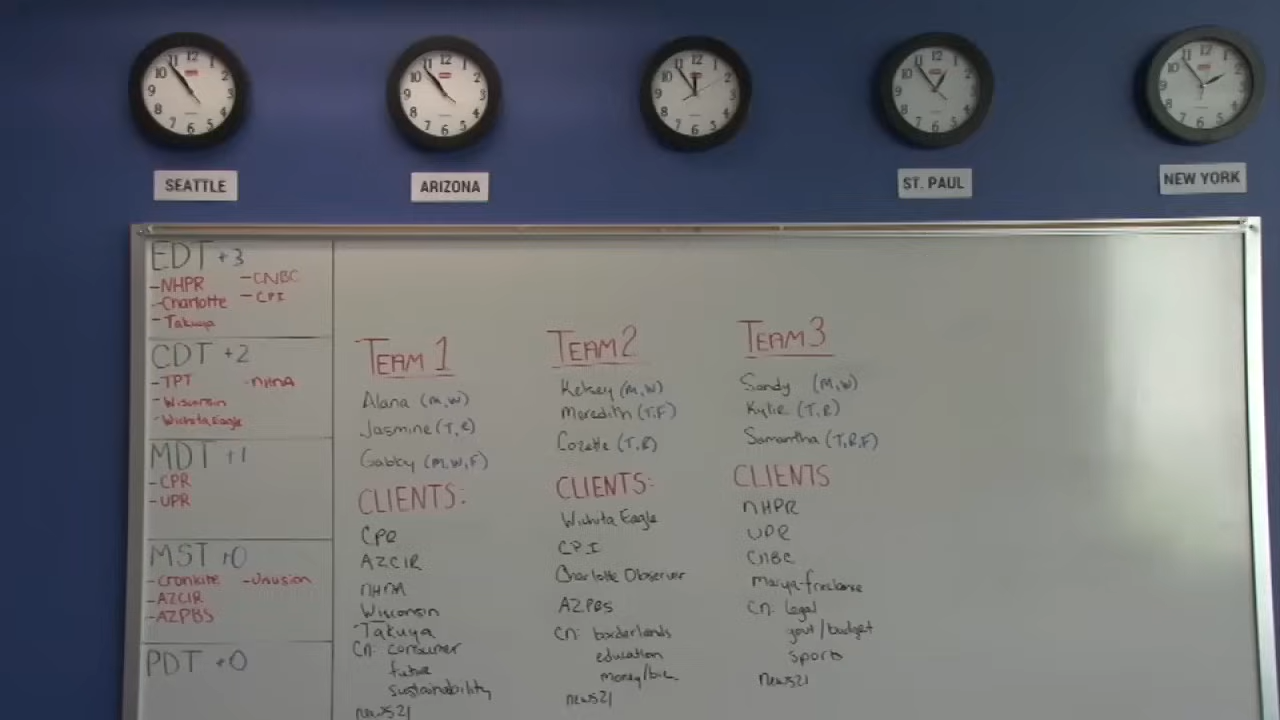 SEATTLE
ARIZONA
ST. PAUL
NEW YORK
EDT +3
-NHPR -CNBC
-Charlotte -CPI
-Takuya
CDT +2
-TPT -NHNA
-Wisconsin
-Wichita Eagle
MDT +1
-CPR
-UPR
MST +0
-Cronkite -Univision
-AZCIR
-AZPBS
PDT +0
TEAM 1
Alana (M,W)
Jasmine (T,R)
Gabby (M,W,F)
CLIENTS:
CPR
AZCIR
NHNA
Wisconsin
Takuya
CN: consumer
future
sustainability
news21
TEAM 2
Kelsey (M,W)
Meredith (T,F)
Cozette (T,R)
CLIENTS:
Wichita Eagle
CPI
Charlotte Observer
AZPBS
CN: borderlands
education
money/biz
news21
TEAM 3
Sandy (M,W)
Kylie (T,R)
Samantha (T,R,F)
CLIENTS
NHPR
UPR
CNBC
Marya-freelance
CN: legal
govt/budget
sports
news21